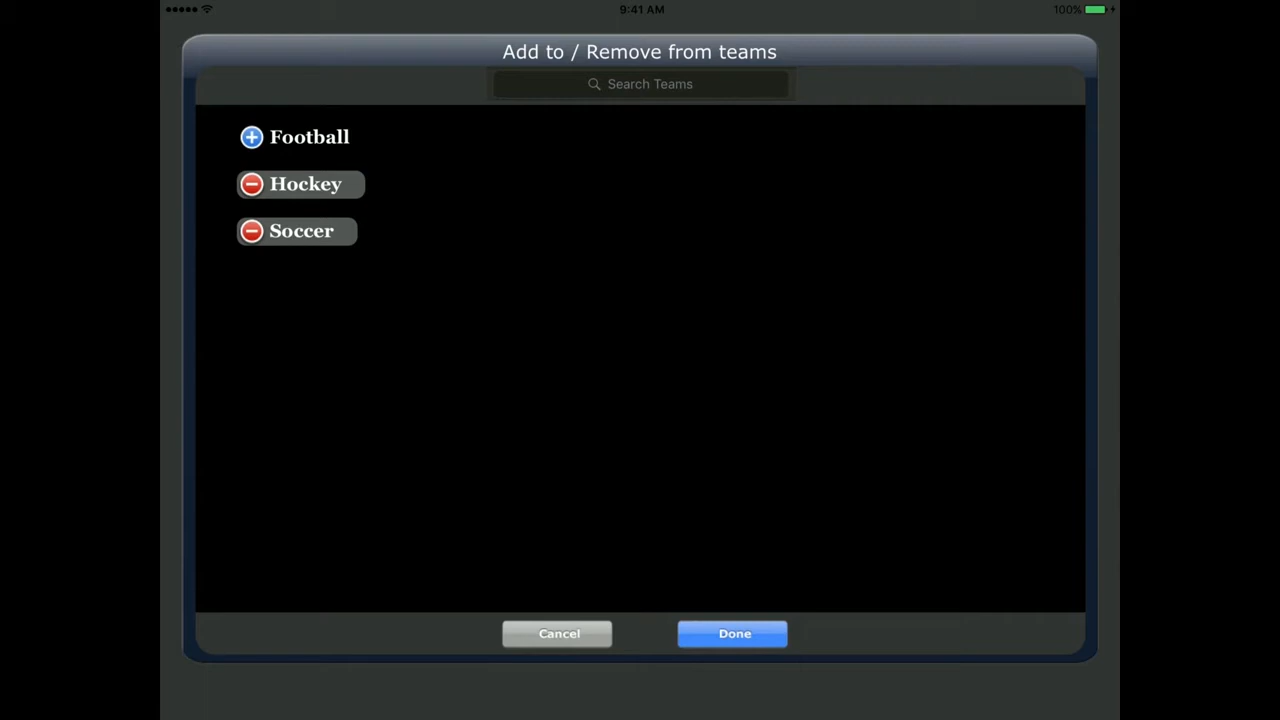 9:41 AM
100%
Add to / Remove from teams
Search Teams
Football
Hockey
Soccer
Cancel
Done